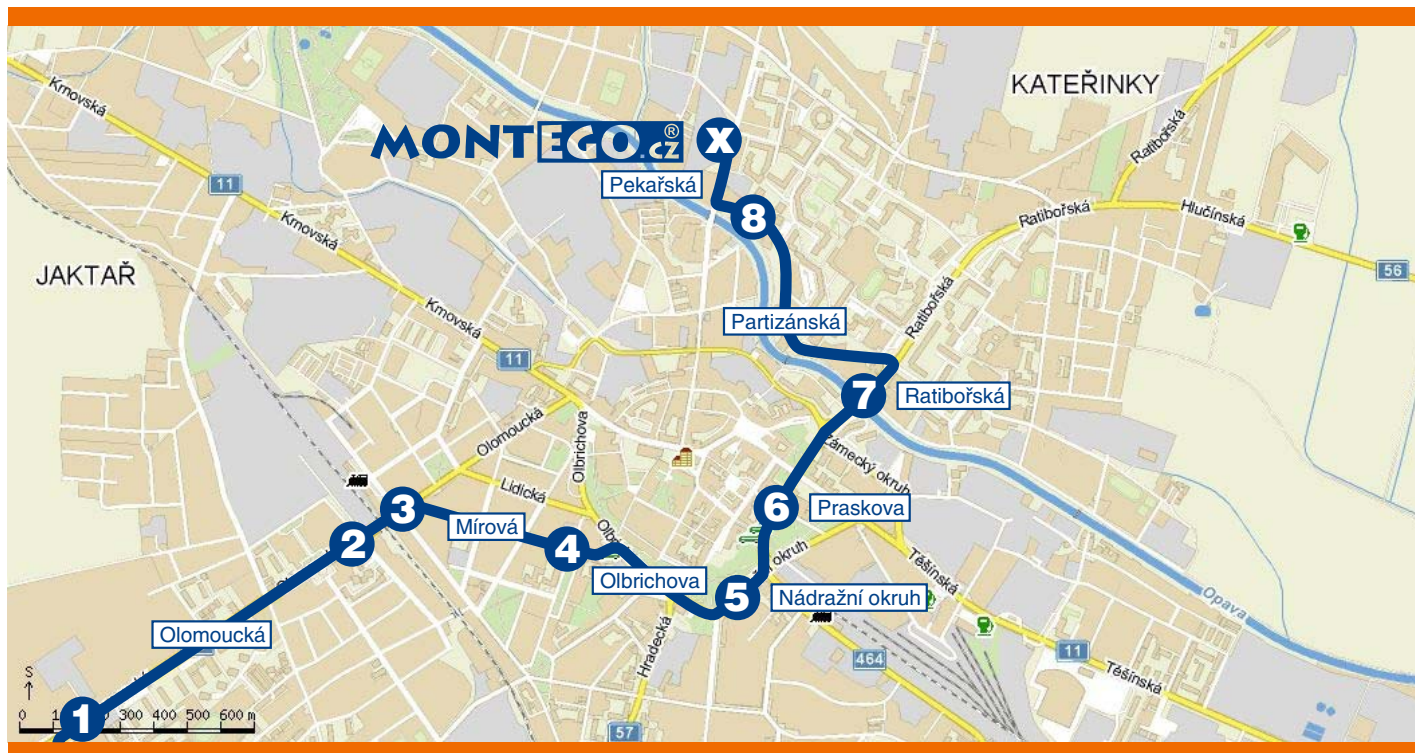 Krnovská
KATEŘINKY
Ratibořská
MONTEGO.cz®
X
Pekařská
11
8
Krnovská
Ratibořská
Hlučínská
JAKTAŘ
56
Krnovská
Partizánská
Ratibořská
11
7
Ratibořská
Olomoucká
Olbrichova
Zámecký okruh
Lidická
3
6
Praskova
Mírová
2
4
Olbrichova
5
Nádražní okruh
Těšínská
Opava
Olomoucká
Hradecká
464
11
Těšínská
S
0
1
300 400 500 600 m
57